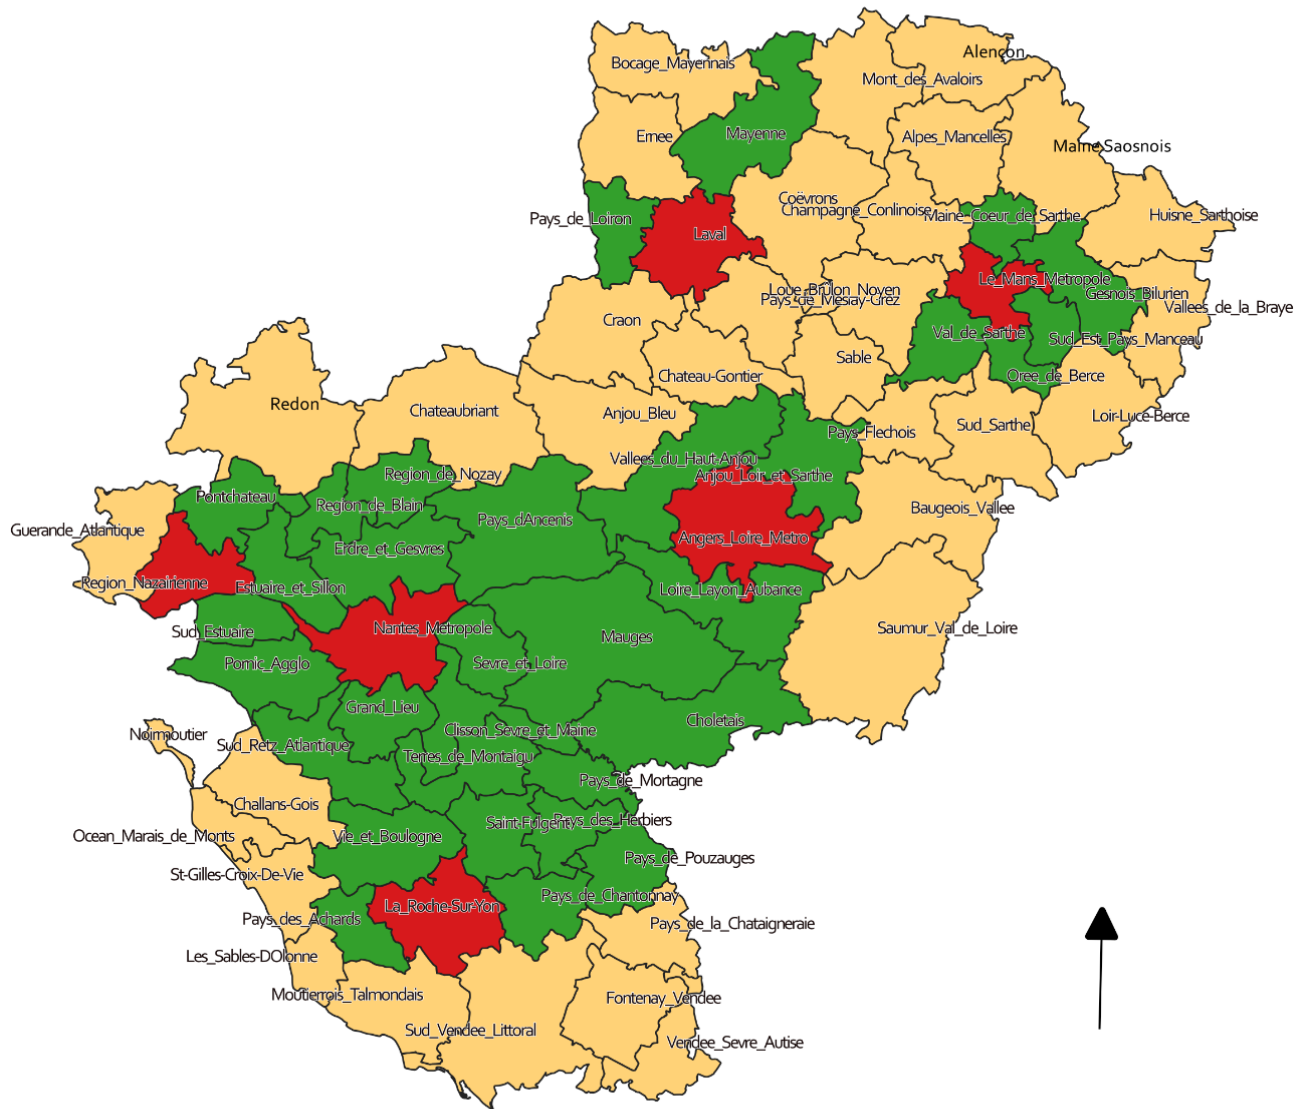 Alençon
Bocage_Mayennais
Mont_des_Avaloirs
Mayenne
Ernee
Alpes_Mancelles
Maine Saosnois
Coëvrons
Champagne_Conlinoise
Maine_Coeur_de_Sarthe
Huisne_Sarthoise
Pays_de_Loiron
Laval
Le_Mans_Metropole
Loue_Brulon_Noyen
Gesnois_Bilurien
Pays_de_Meslay-Grez
Vallees_de_la_Braye
Craon
Val_de_Sarthe
Sud_Est_Pays_Manceau
Sable
Chateau-Gontier
Oree_de_Berce
Redon
Chateaubriant
Anjou_Bleu
Loir-Luce-Berce
Sud_Sarthe
Pays_Flechois
Vallees_du_Haut-Anjou
Region_de_Nozay
Anjou_Loir_et_Sarthe
Pontchateau
Region_de_Blain
Baugeois_Vallee
Pays_dAncenis
Guerande_Atlantique
Angers_Loire_Metro
Erdre_et_Gesvres
Region_Nazairienne
Estuaire_et_Sillon
Loire_Layon_Aubance
Sud_Estuaire
Nantes_Metropole
Saumur_Val_de_Loire
Mauges
Pornic_Agglo
Sevre_et_Loire
Grand_Lieu
Choletais
Noirmoutier
Clisson_Sevre_et_Maine
Sud_Retz_Atlantique
Terres_de_Montaigu
Pays_de_Mortagne
Challans-Gois
Saint-Fulgent
Pays_des_Herbiers
Ocean_Marais_de_Monts
Vie_et_Boulogne
Pays_de_Pouzauges
St-Gilles-Croix-De-Vie
Pays_de_Chantonnay
La_Roche-Sur-Yon
Pays_des_Achards
Pays_de_la_Chataigneraie
Les_Sables-DOlonne
Moutierrois_Talmondais
Fontenay_Vendee
Sud_Vendee_Littoral
Vendee_Sevre_Autise